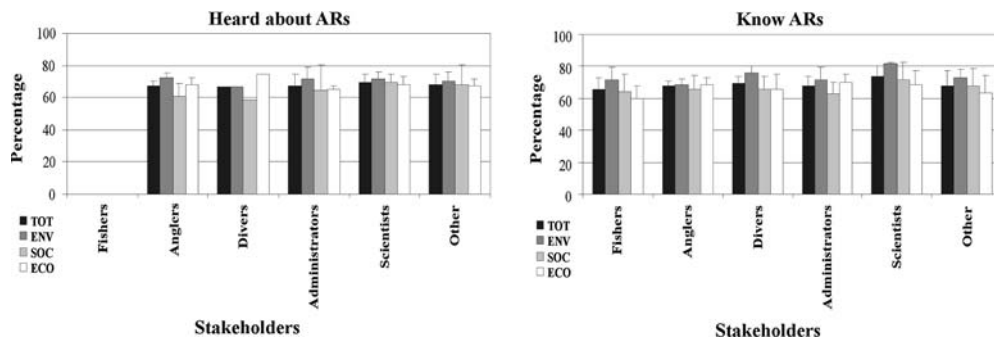 Heard about ARs
100
80
60
40
20
0
Percentage
TOT
ENV
SOC
ECO
Fishers
Anglers
Divers
Administrators
Scientists
Other
Stakeholders
Know ARs
100
80
60
40
20
0
Percentage
TOT
ENV
SOC
ECO
Fishers
Anglers
Divers
Administrators
Scientists
Other
Stakeholders